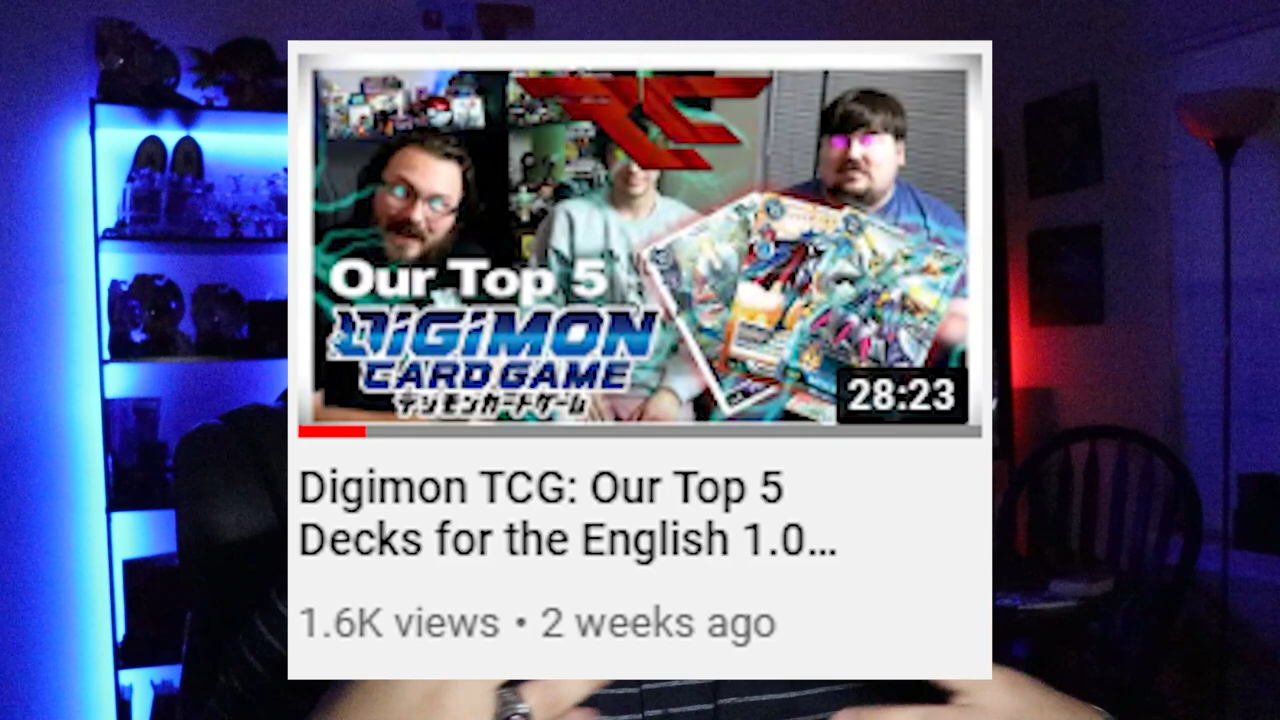 Our Top 5
DIGIMON
CARD GAME
デジモンカードゲーム
28:23
Digimon TCG: Our Top 5
Decks for the English 1.0...
1.6K views • 2 weeks ago